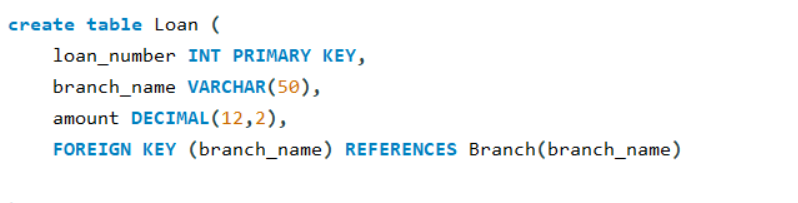 create table Loan (
    loan_number INT PRIMARY KEY,
    branch_name VARCHAR(50),
    amount DECIMAL(12,2),
    FOREIGN KEY (branch_name) REFERENCES Branch(branch_name)